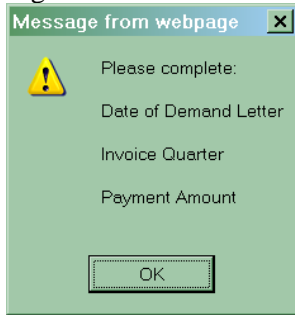 Message from webpage
Please complete:
Date of Demand Letter
Invoice Quarter
Payment Amount
OK